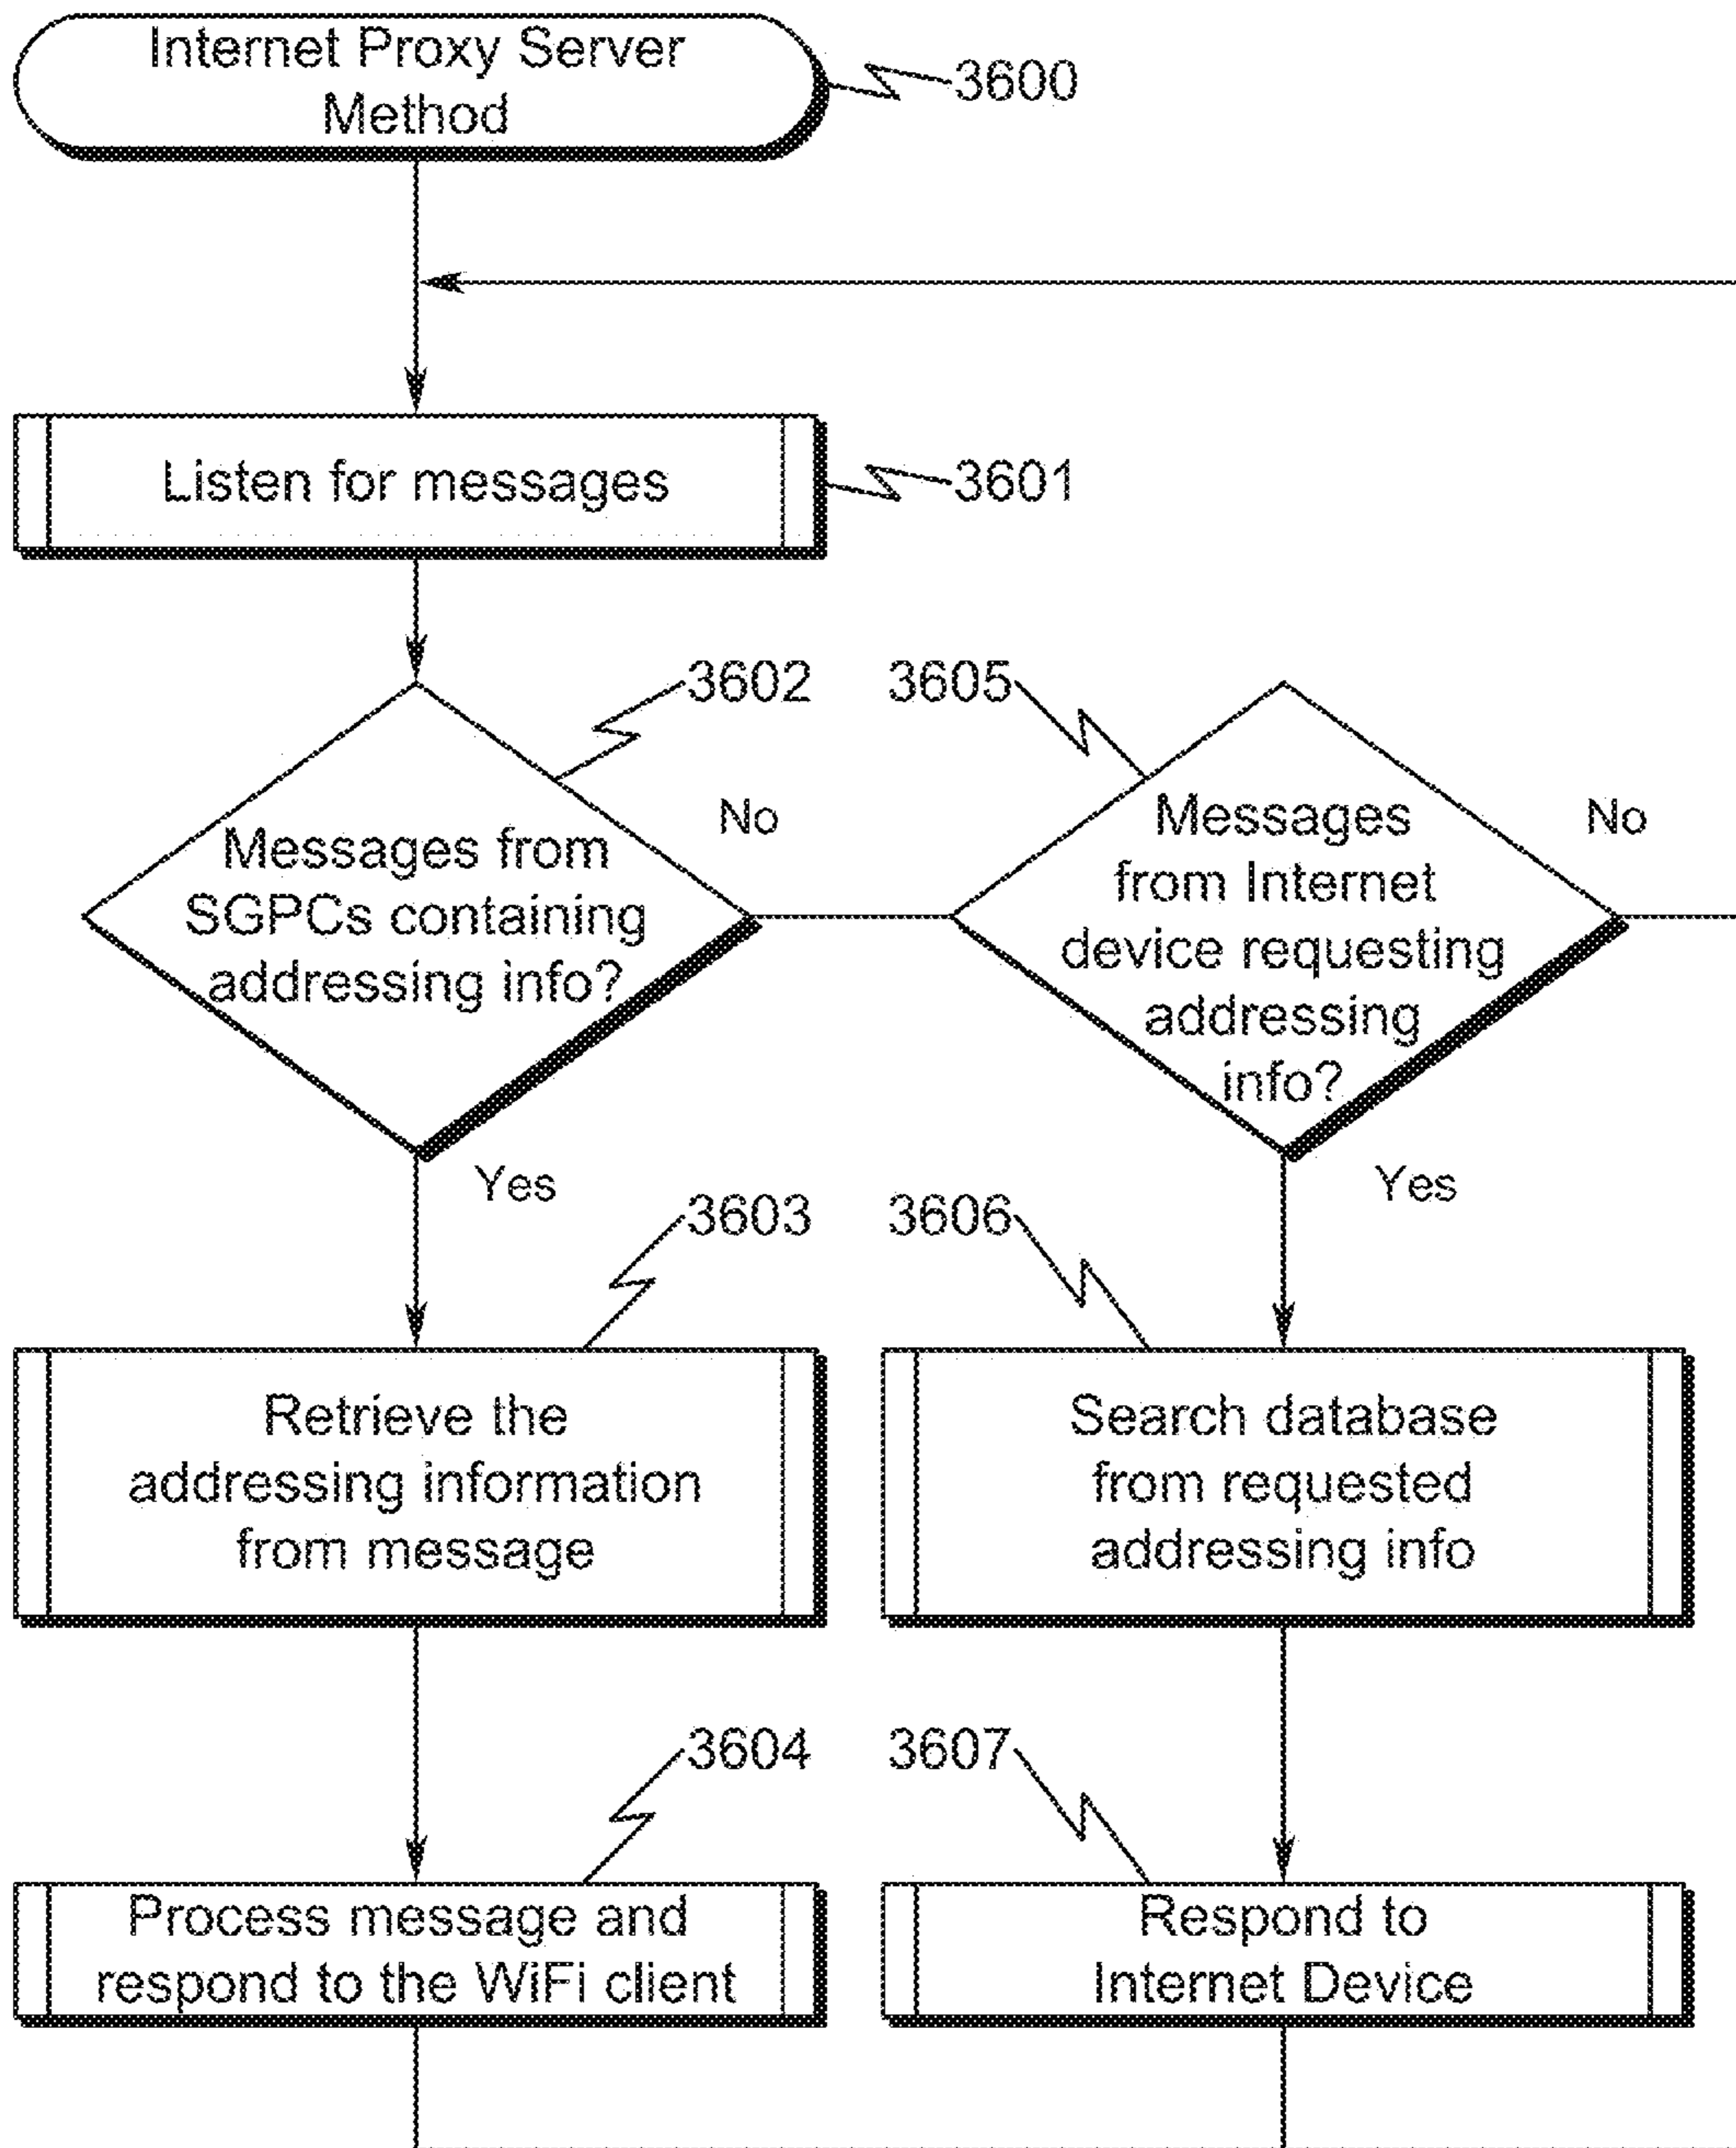 Internet Proxy Server
Method
3600
Listen for messages
3601
3602
3605
Messages from
SGPCs containing
addressing info?
No
Messages
from Internet
device requesting
addressing
info?
No
Yes
Yes
3603
3606
Retrieve the
addressing information
from message
Search database
from requested
addressing info
3604
3607
Process message and
respond to the WiFi client
Respond to
Internet Device